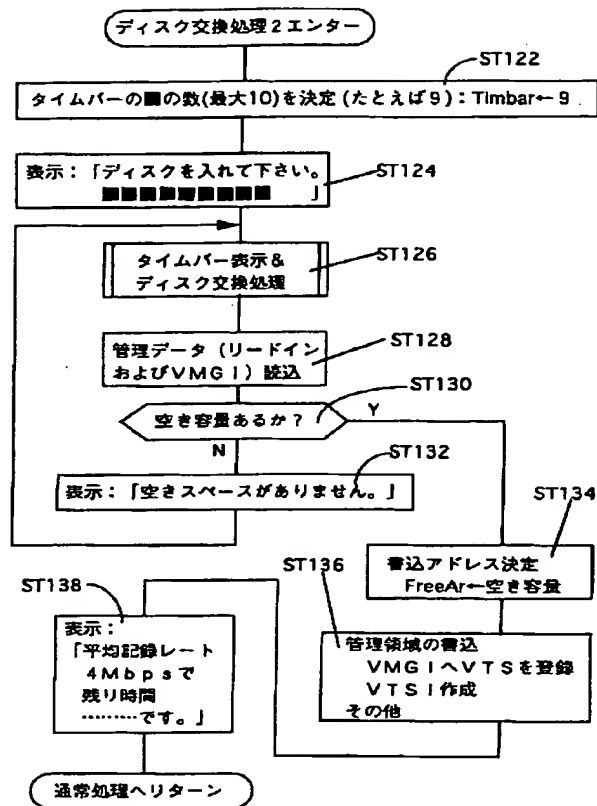 ディスク交換処理2エンター
ST122
タイムバーの■の数(最大10)を決定(たとえば9):Timbar←9
表示:「ディスクを入れて下さい。
■■■■■■■■■ 」
ST124
タイムバー表示&
ディスク交換処理
ST126
管理データ(リードイン
およびVMGI)読込
ST128
空き容量あるか?
ST130
Y
N
表示:「空きスペースがありません。」
ST132
書込アドレス決定
FreeAr←空き容量
ST134
管理領域の書込
VMGIへVTSを登録
VTSI作成
その他
ST136
表示:
「平均記録レート
4Mbpsで
残り時間
………です。」
ST138
通常処理へリターン